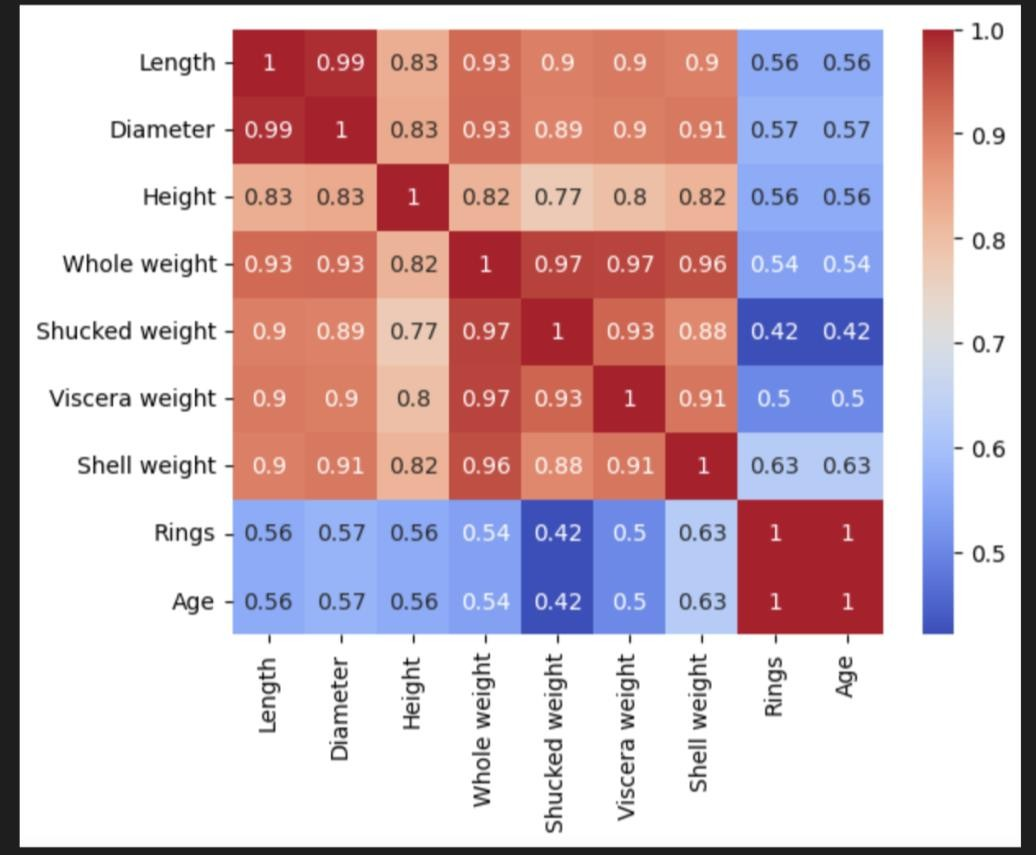 Length 1 0.99 0.83 0.93 0.9 0.9 0.9 0.56 0.56
Diameter 0.99 1 0.83 0.93 0.89 0.9 0.91 0.57 0.57
Height 0.83 0.83 1 0.82 0.77 0.8 0.82 0.56 0.56
Whole weight 0.93 0.93 0.82 1 0.97 0.97 0.96 0.54 0.54
Shucked weight 0.9 0.89 0.77 0.97 1 0.93 0.88 0.42 0.42
Viscera weight 0.9 0.9 0.8 0.97 0.93 1 0.91 0.5 0.5
Shell weight 0.9 0.91 0.82 0.96 0.88 0.91 1 0.63 0.63
Rings 0.56 0.57 0.56 0.54 0.42 0.5 0.63 1 1
Age 0.56 0.57 0.56 0.54 0.42 0.5 0.63 1 1
Length
Diameter
Height
Whole weight
Shucked weight
Viscera weight
Shell weight
Rings
Age
1.0
0.9
0.8
0.7
0.6
0.5